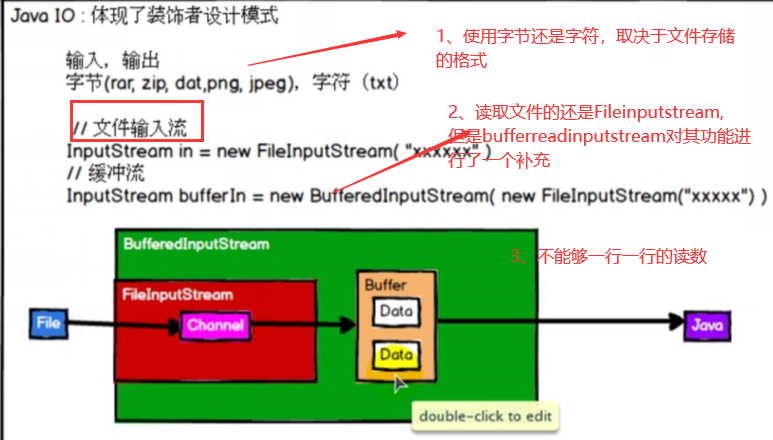 Java IO : 体现了装饰者设计模式
1、使用字节还是字符，取决于文件存储
的格式
输入，输出
字节(rar, zip, dat,png, jpeg)，字符（txt）
2、读取文件的还是Fileinputstream,
但是bufferreadinputstream对其功能进
行了一个补充
// 文件输入流
InputStream in = new FileInputStream( "xxxxxx" )
// 缓冲流
InputStream bufferIn = new BufferedInputStream( new FileInputStream("xxxxx") )
3、不能够一行一行的读数
BufferedInputStream
FileInputStream
Buffer
File
Channel
Data
Data
Java
double-click to edit